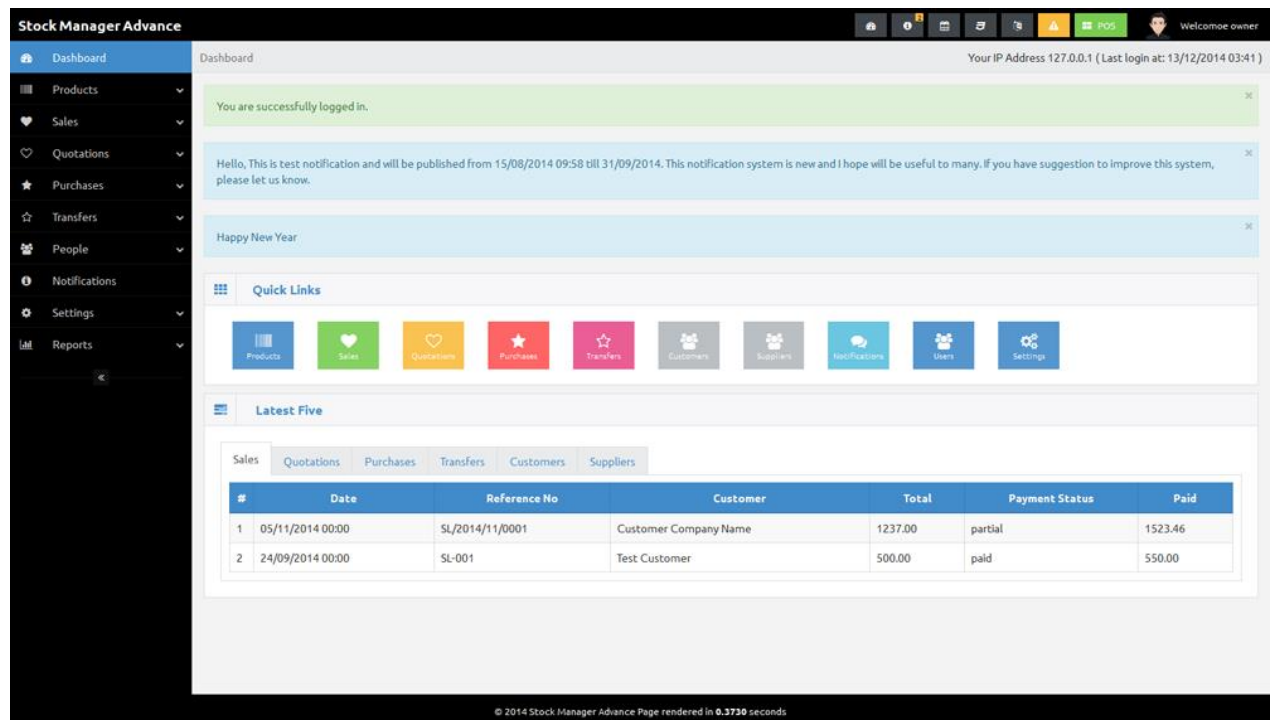 Stock Manager Advance
2
POS
Welcomoe owner
Dashboard
Products
Sales
Quotations
Purchases
Transfers
People
Notifications
Settings
Reports
Dashboard
Your IP Address 127.0.0.1 ( Last login at: 13/12/2014 03:41 )
You are successfully logged in.
Hello, This is test notification and will be published from 15/08/2014 09:58 till 31/09/2014. This notification system is new and I hope will be useful to many. If you have suggestion to improve this system,
please let us know.
Happy New Year
Quick Links
Products Sales Quotations Purchases Transfers Customers Suppliers Notifications Users Settings
Latest Five
Sales Quotations Purchases Transfers Customers Suppliers
# Date Reference No Customer Total Payment Status Paid
1 05/11/2014 00:00 SL/2014/11/0001 Customer Company Name 1237.00 partial 1523.46
2 24/09/2014 00:00 SL-001 Test Customer 500.00 paid 550.00
© 2014 Stock Manager Advance Page rendered in 0.3730 seconds